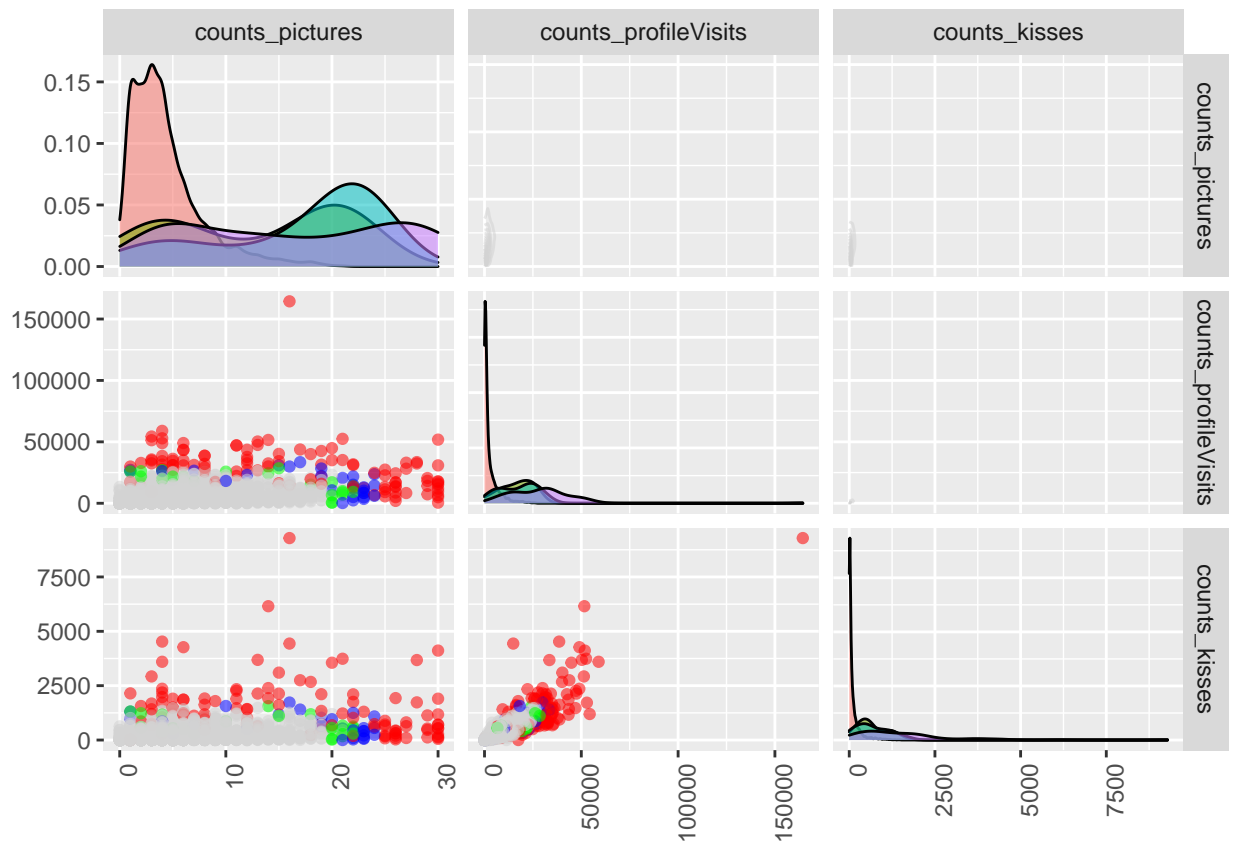 counts_pictures counts_profileVisits counts_kisses
0.15
0.10
0.05
0.00
counts_pictures
150000
100000
50000
0
counts_profileVisits
7500
5000
2500
0
counts_kisses
0 10 20 30 0 50000 100000 150000 0 2500 5000 7500